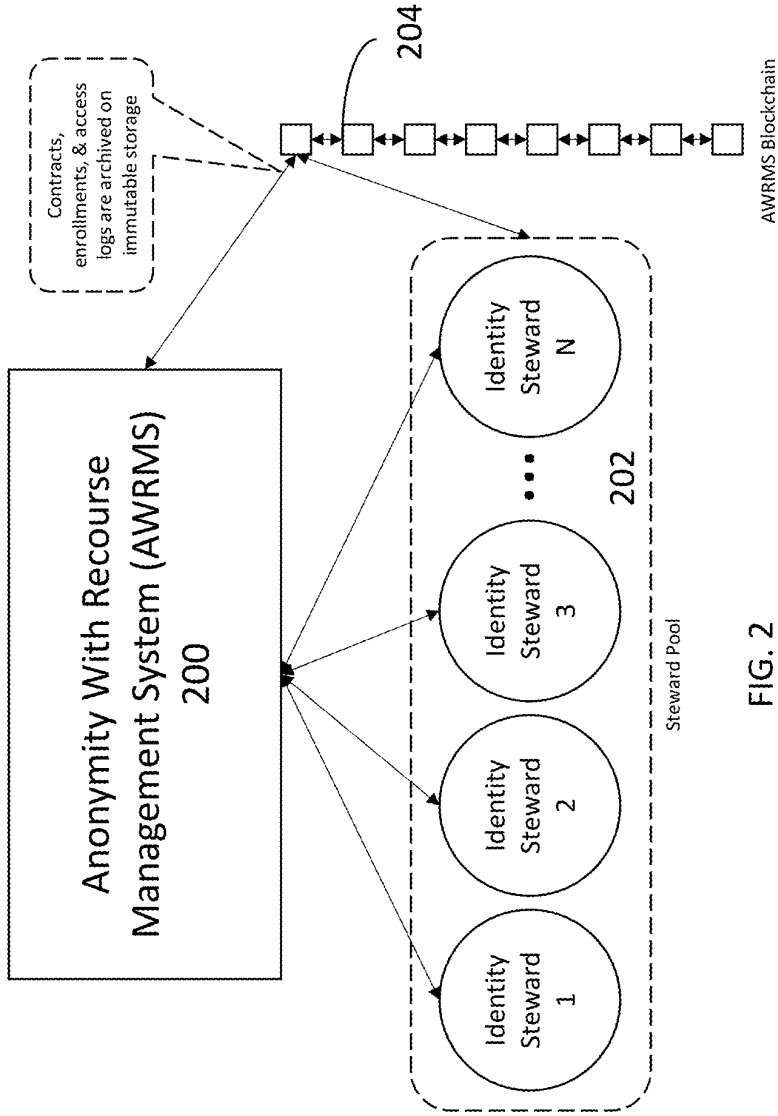 Anonymity With Recourse
Management System (AWRMS)
200
Contracts,
enrollments, & access
logs are archived on
immutable storage
204
AWRMS Blockchain
Identity
Steward
1
Identity
Steward
2
Identity
Steward
3
Identity
Steward
N
202
Steward Pool
FIG. 2